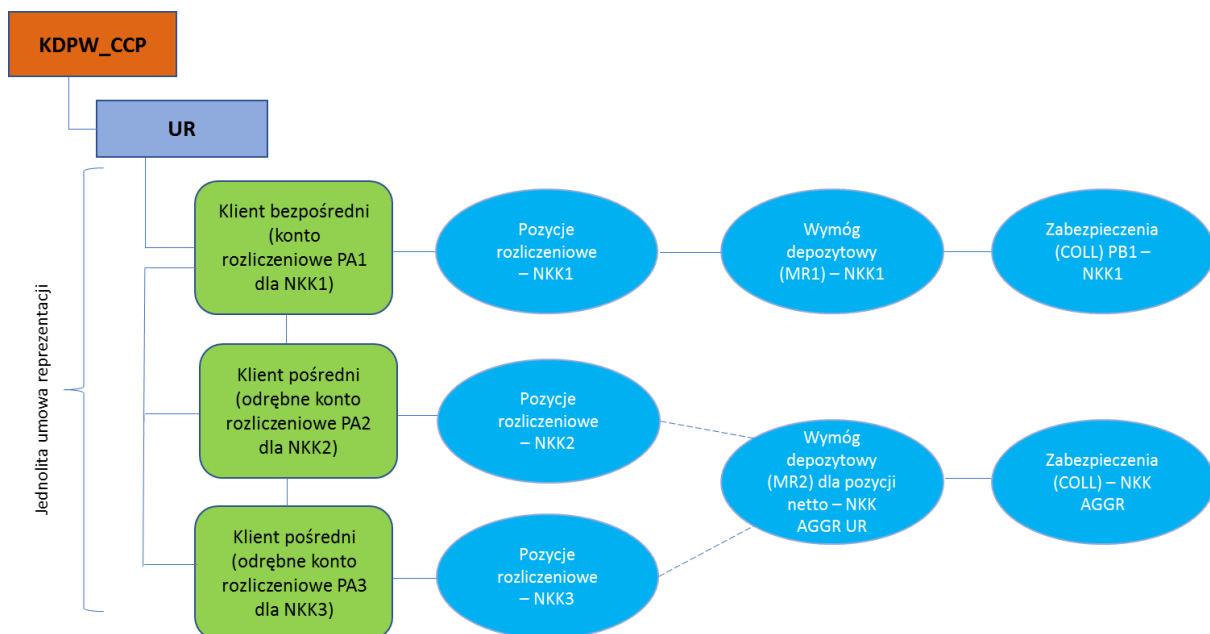 KDPW_CCP
UR
Jednolita umowa reprezentacji
Klient bezpośredni
(konto
rozliczeniowe PA1
dla NKK1)
Pozycje
rozliczeniowe
– NKK1
Wymóg
depozytowy
(MR1) – NKK1
Zabezpieczenia
(COLL) PB1 –
NKK1
Klient pośredni
(odrębne konto
rozliczeniowe PA2
dla NKK2)
Pozycje
rozliczeniowe
– NKK2
Wymóg
depozytowy
(MR2) dla pozycji
netto – NKK
AGGR UR
Zabezpieczenia
(COLL) – NKK
AGGR
Klient pośredni
(odrębne konto
rozliczeniowe PA3
dla NKK3)
Pozycje
rozliczeniowe
– NKK3